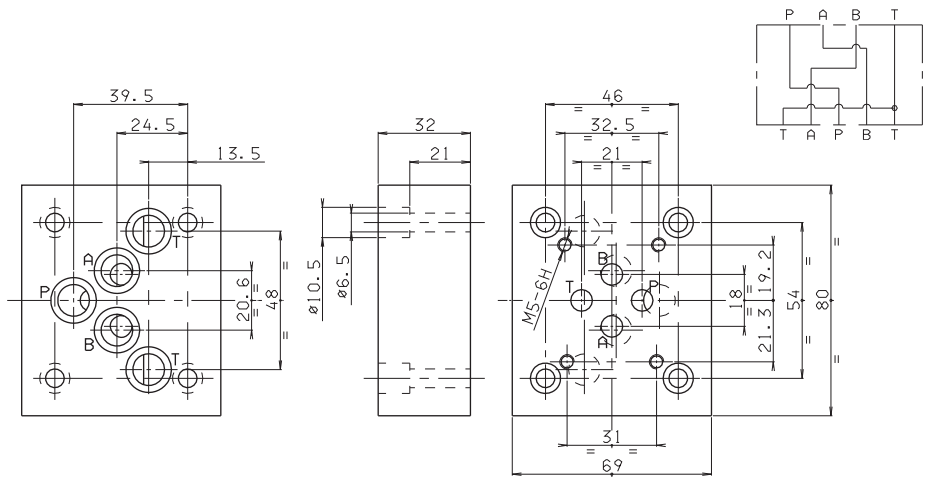 P A B T
T A P B T
39.5
24.5
13.5
T
A
P
B
T
20.6
48
=
=
=
=
32
21
ø10.5
ø6.5
46
= =
32.5
= =
21
= =
M5-6H
B
T
P
A
18
=
=
21.3 19.2
54
=
=
80
=
=
31
= =
69